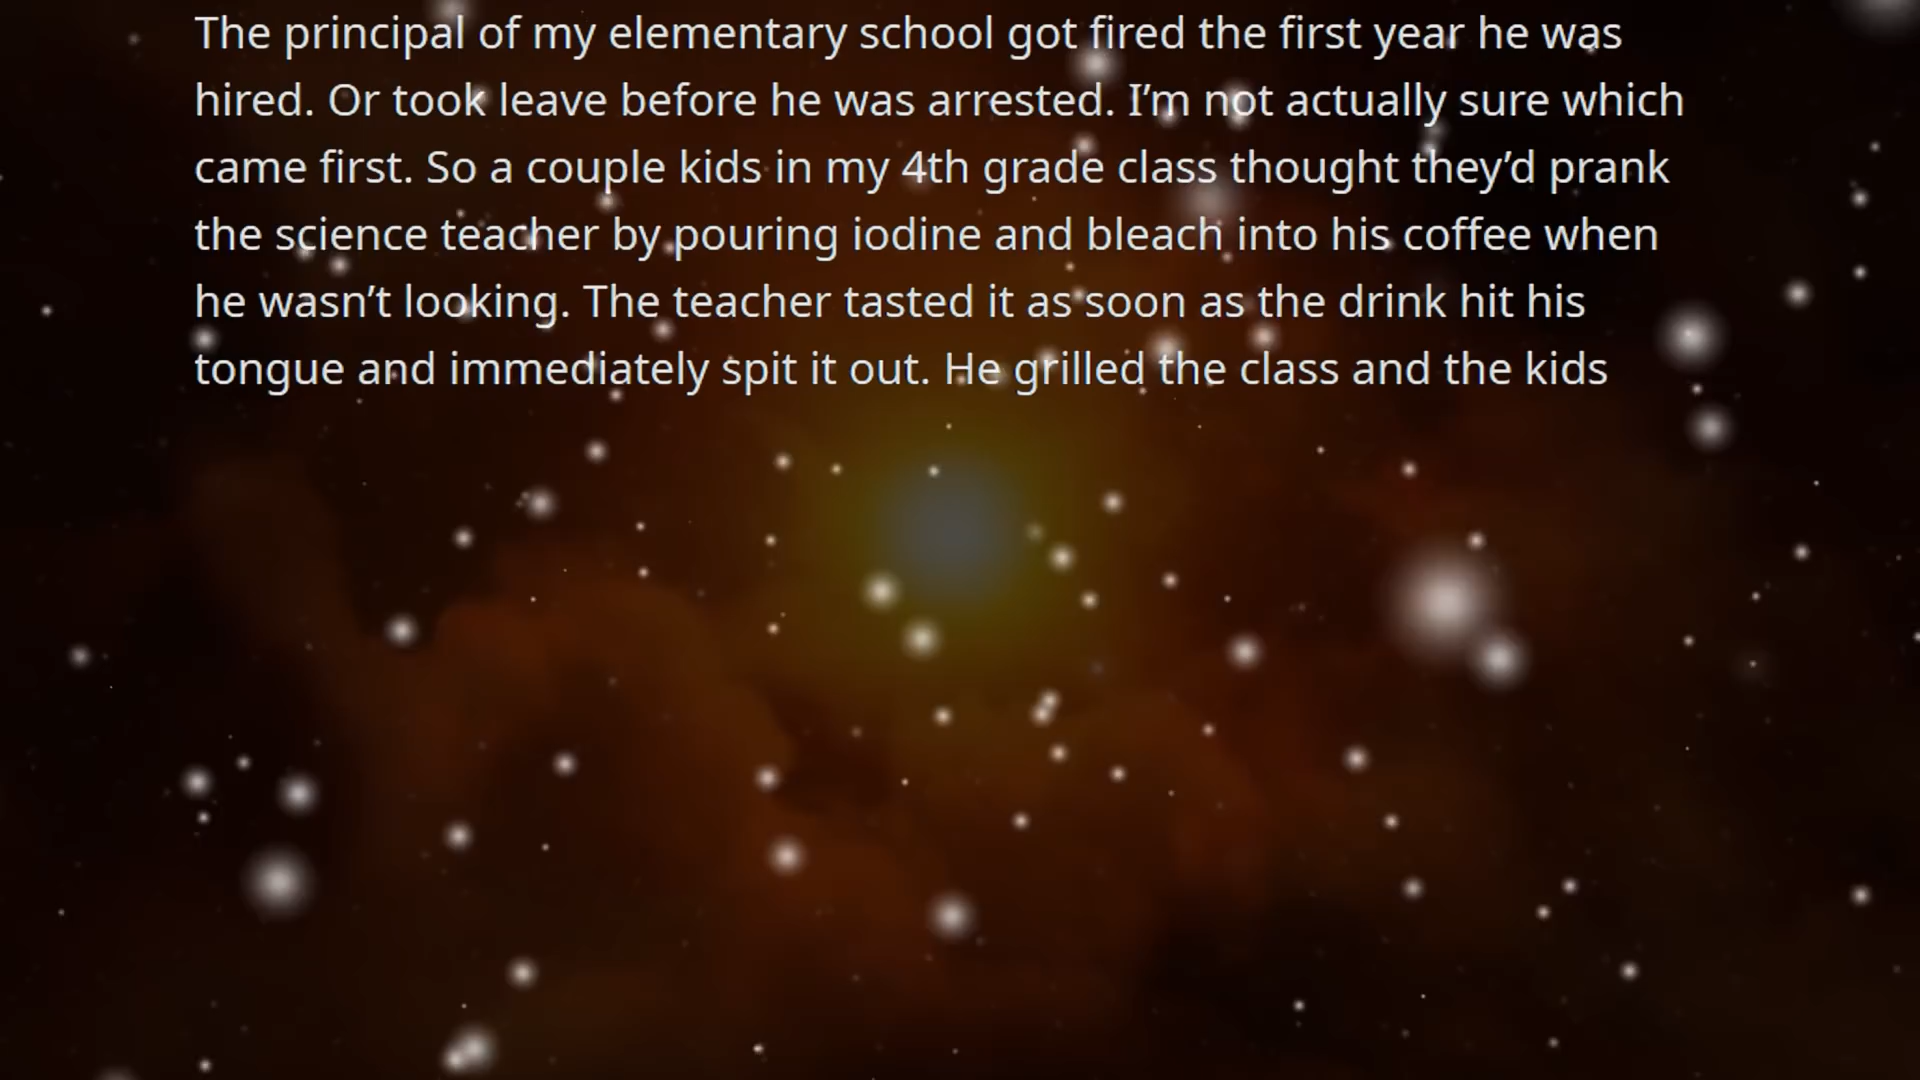 The principal of my elementary school got fired the first year he was
hired. Or took leave before he was arrested. I’m not actually sure which
came first. So a couple kids in my 4th grade class thought they’d prank
the science teacher by pouring iodine and bleach into his coffee when
he wasn’t looking. The teacher tasted it as soon as the drink hit his
tongue and immediately spit it out. He grilled the class and the kids